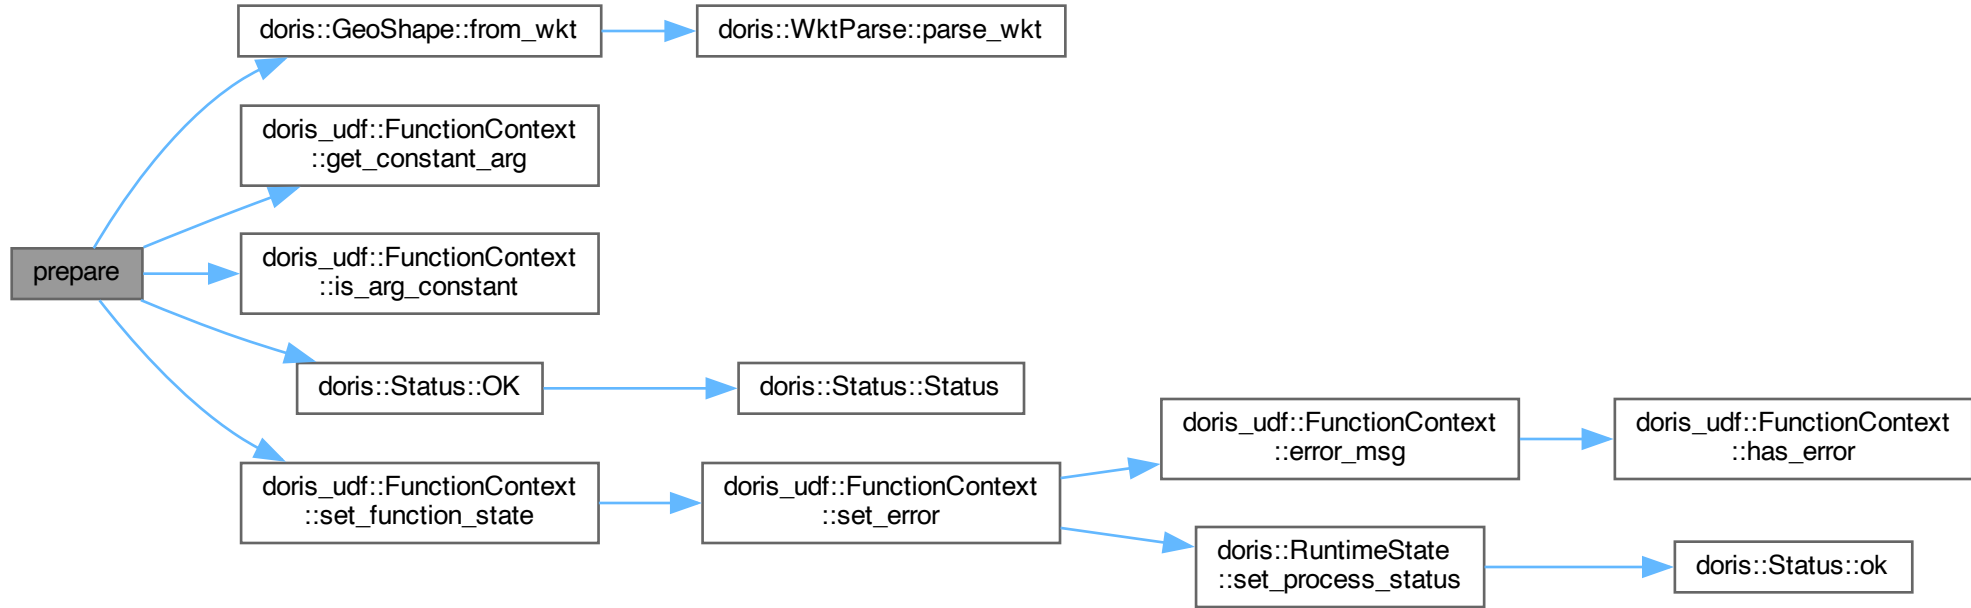 doris::GeoShape::from_wkt
doris::WktParse::parse_wkt
doris_udf::FunctionContext
::get_constant_arg
prepare
doris_udf::FunctionContext
::is_arg_constant
doris::Status::OK
doris::Status::Status
doris_udf::FunctionContext
::set_function_state
doris_udf::FunctionContext
::set_error
doris_udf::FunctionContext
::error_msg
doris_udf::FunctionContext
::has_error
doris::RuntimeState
::set_process_status
doris::Status::ok